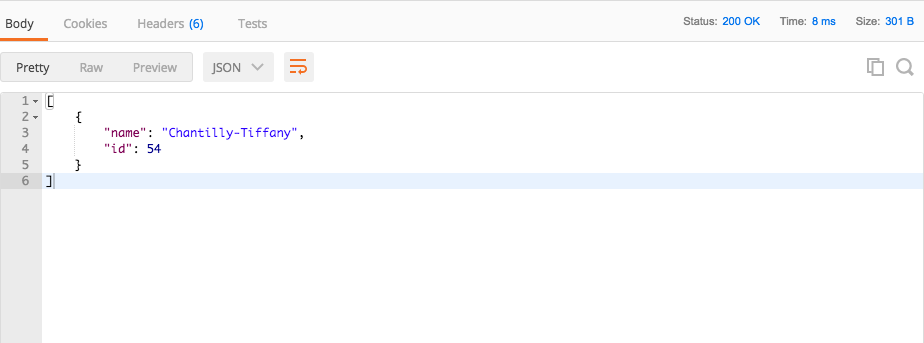 Body Cookies Headers (6) Tests Status: 200 OK Time: 8 ms Size: 301 B
Pretty Raw Preview JSON
1 [
2 {
3 "name": "Chantilly-Tiffany",
4 "id": 54
5 }
6 ]